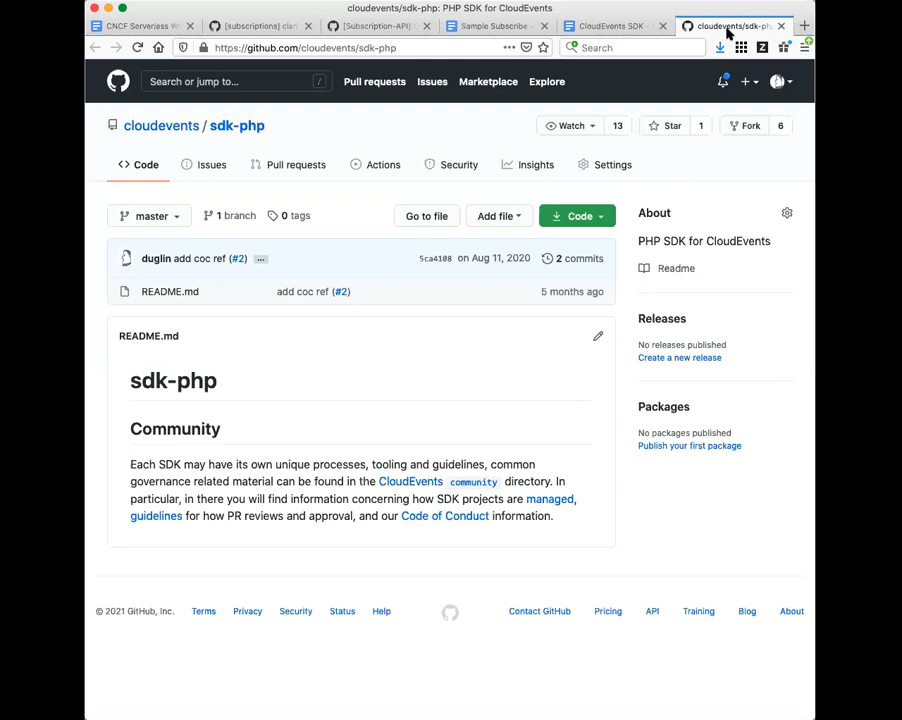 cloudevents/sdk-php: PHP SDK for CloudEvents
CNCF Serverless W
[subscriptions] clari
[Subscription-API]
Sample Subscribe -
CloudEvents SDK -
cloudevents/sdk-php
https://github.com/cloudevents/sdk-php
Search
Search or jump to...
/
Pull requests
Issues
Marketplace
Explore
cloudevents / sdk-php
Watch
13
Star
1
Fork
6
Code
Issues
Pull requests
Actions
Security
Insights
Settings
master
1 branch
0 tags
Go to file
Add file
Code
duglin add coc ref (#2)
...
5ca4108 on Aug 11, 2020
2 commits
README.md
add coc ref (#2)
5 months ago
README.md
sdk-php
Community
Each SDK may have its own unique processes, tooling and guidelines, common
governance related material can be found in the CloudEvents community directory. In
particular, in there you will find information concerning how SDK projects are managed,
guidelines for how PR reviews and approval, and our Code of Conduct information.
About
PHP SDK for CloudEvents
Readme
Releases
No releases published
Create a new release
Packages
No packages published
Publish your first package
© 2021 GitHub, Inc.
Terms
Privacy
Security
Status
Help
Contact GitHub
Pricing
API
Training
Blog
About